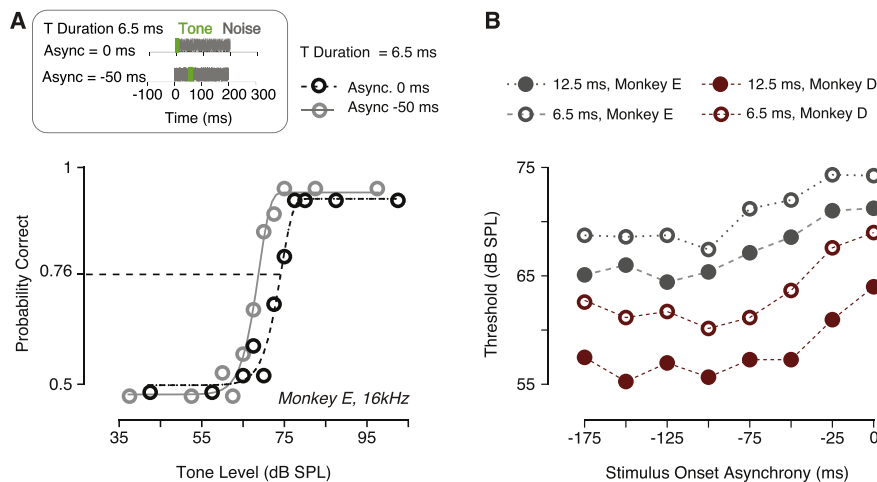 A
T Duration 6.5 ms
Tone
Noise
Async = 0 ms
Async = -50 ms
-100 0 100 200 300
Time (ms)
T Duration = 6.5 ms
Async. 0 ms
Async -50 ms
1
0.76
0.5
Probability Correct
Monkey E, 16kHz
35 55 75 95
Tone Level (dB SPL)
B
12.5 ms, Monkey E
12.5 ms, Monkey D
6.5 ms, Monkey E
6.5 ms, Monkey D
75
65
55
Threshold (dB SPL)
-175 -125 -75 -25 0
Stimulus Onset Asynchrony (ms)